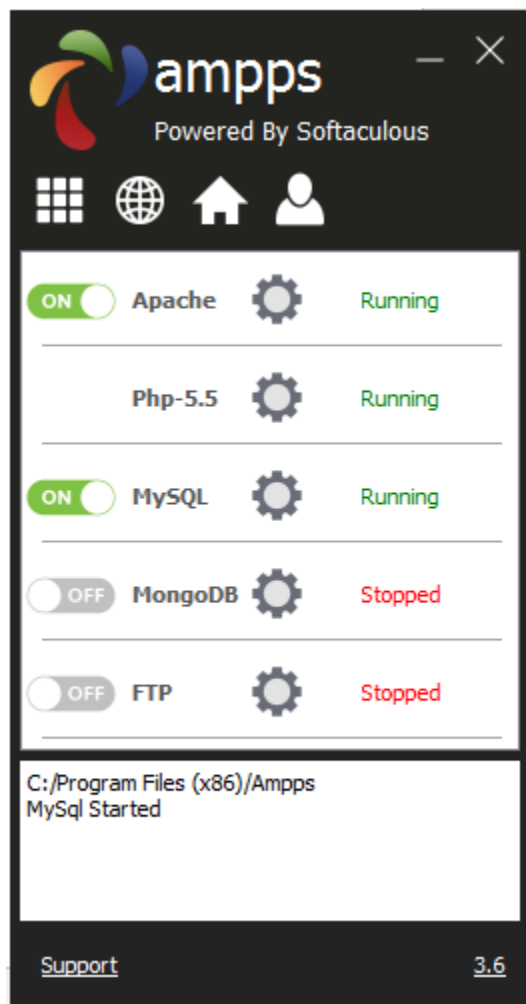 ampps
Powered By Softaculous
ON Apache Running
Php-5.5 Running
ON MySQL Running
OFF MongoDB Stopped
OFF FTP Stopped
C:/Program Files (x86)/Ampps
MySql Started
Support 3.6